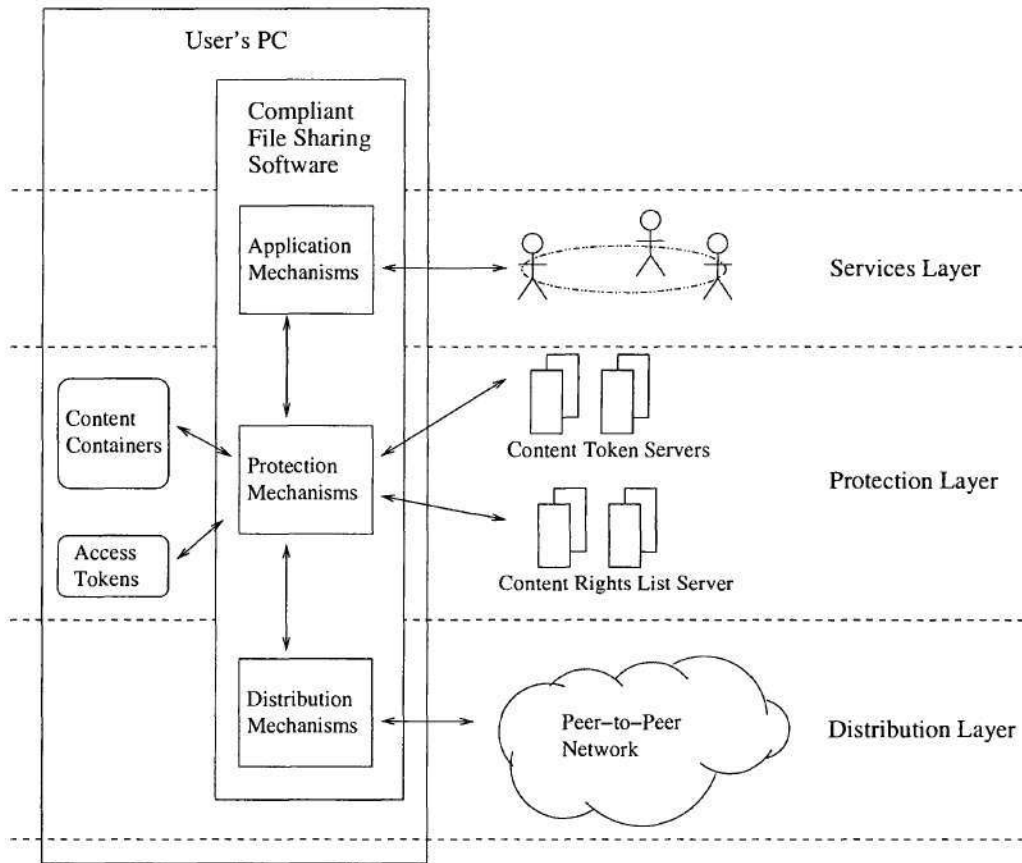 User's PC
Compliant
File Sharing
Software
Application
Mechanisms
Services Layer
Content
Containers
Protection
Mechanisms
Content Token Servers
Protection Layer
Access
Tokens
Content Rights List Server
Distribution
Mechanisms
Peer-to-Peer
Network
Distribution Layer